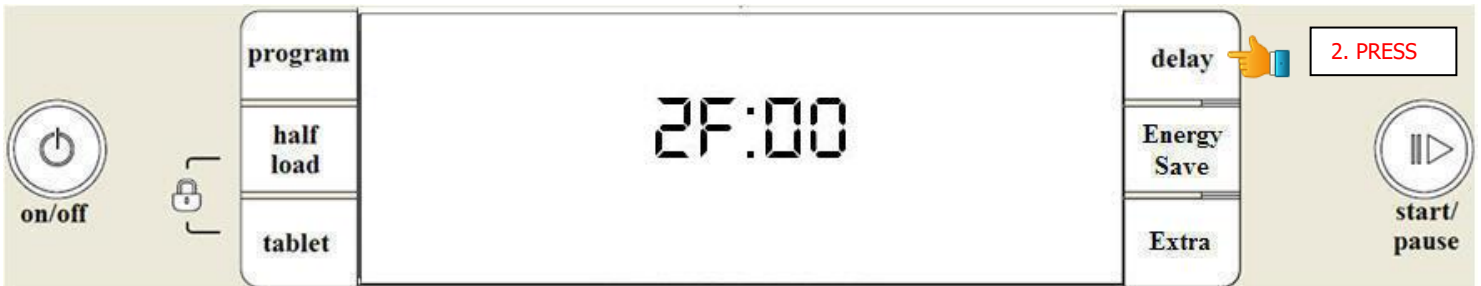 on/off
program
half
load
tablet
2F:00
delay
Energy
Save
Extra
2. PRESS
start/
pause